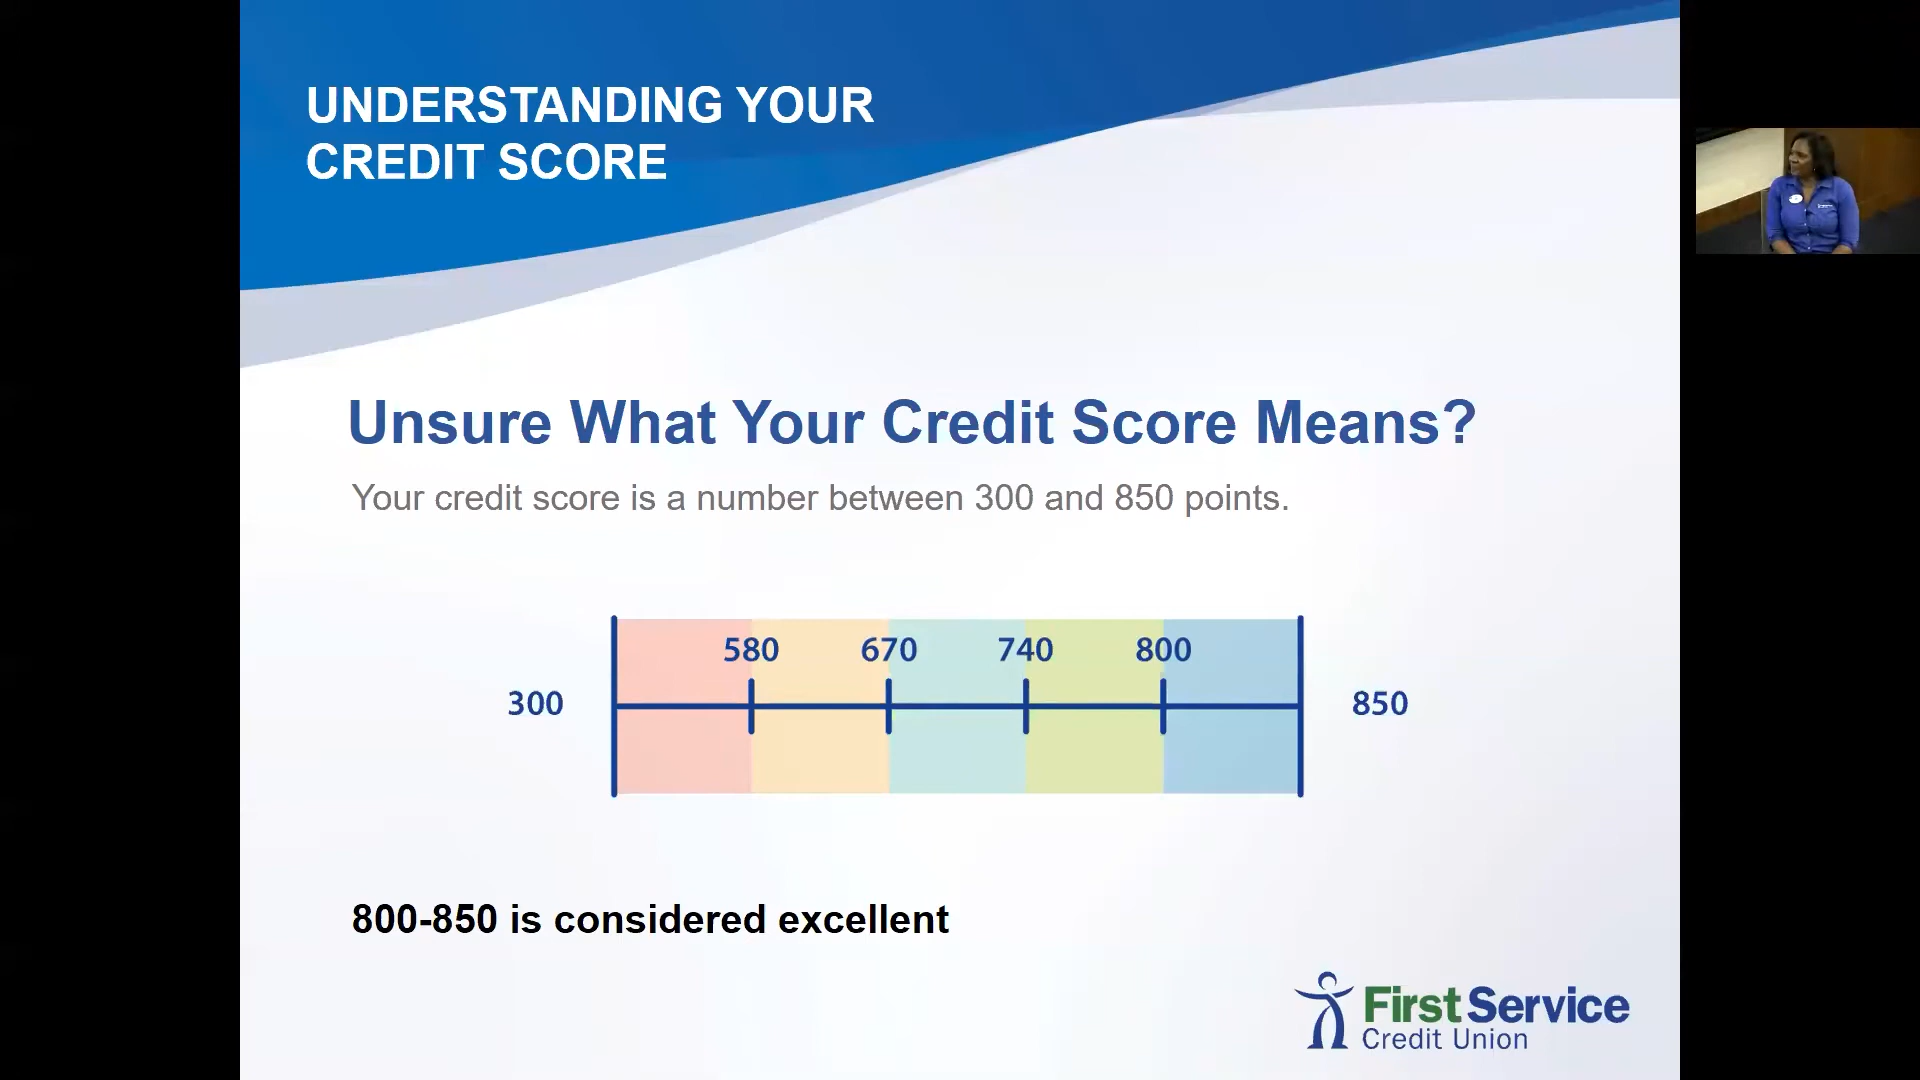 UNDERSTANDING YOUR
CREDIT SCORE
Unsure What Your Credit Score Means?
Your credit score is a number between 300 and 850 points.
580 670 740 800
300 850
800-850 is considered excellent
First Service
Credit Union